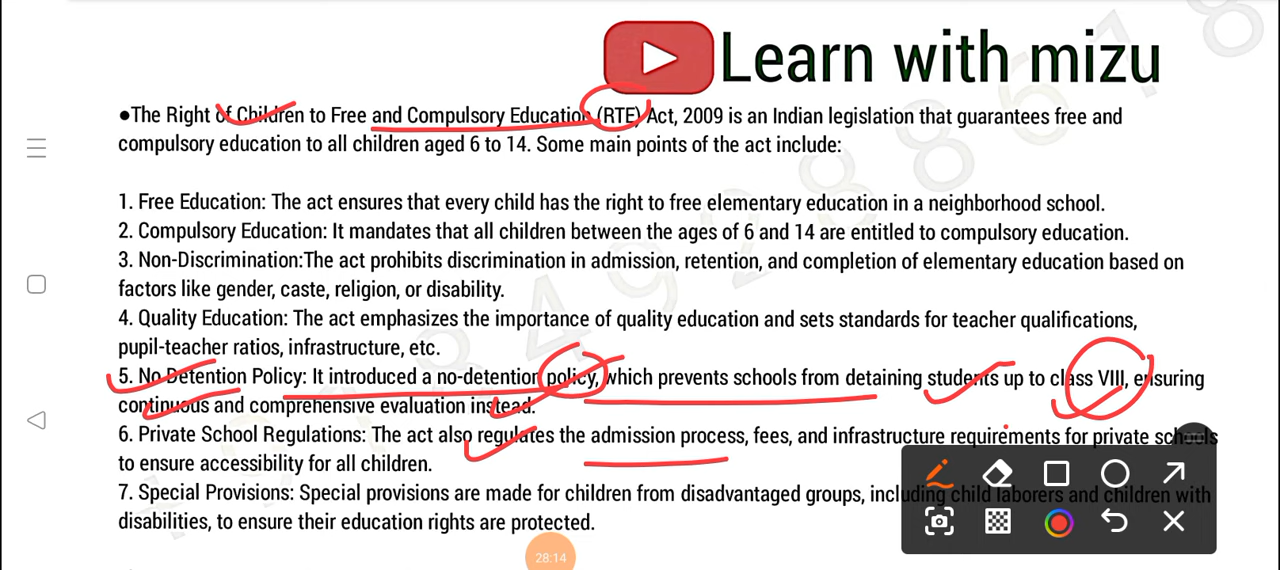 Learn with mizu
●The Right of Children to Free and Compulsory Education (RTE) Act, 2009 is an Indian legislation that guarantees free and
compulsory education to all children aged 6 to 14. Some main points of the act include:
1. Free Education: The act ensures that every child has the right to free elementary education in a neighborhood school.
2. Compulsory Education: It mandates that all children between the ages of 6 and 14 are entitled to compulsory education.
3. Non-Discrimination:The act prohibits discrimination in admission, retention, and completion of elementary education based on
factors like gender, caste, religion, or disability.
4. Quality Education: The act emphasizes the importance of quality education and sets standards for teacher qualifications,
pupil-teacher ratios, infrastructure, etc.
5. No Detention Policy: It introduced a no-detention policy, which prevents schools from detaining students up to class VIII, ensuring
continuous and comprehensive evaluation instead.
6. Private School Regulations: The act also regulates the admission process, fees, and infrastructure requirements for private schools
to ensure accessibility for all children.
7. Special Provisions: Special provisions are made for children from disadvantaged groups, including child laborers and children with
disabilities, to ensure their education rights are protected.
28:14